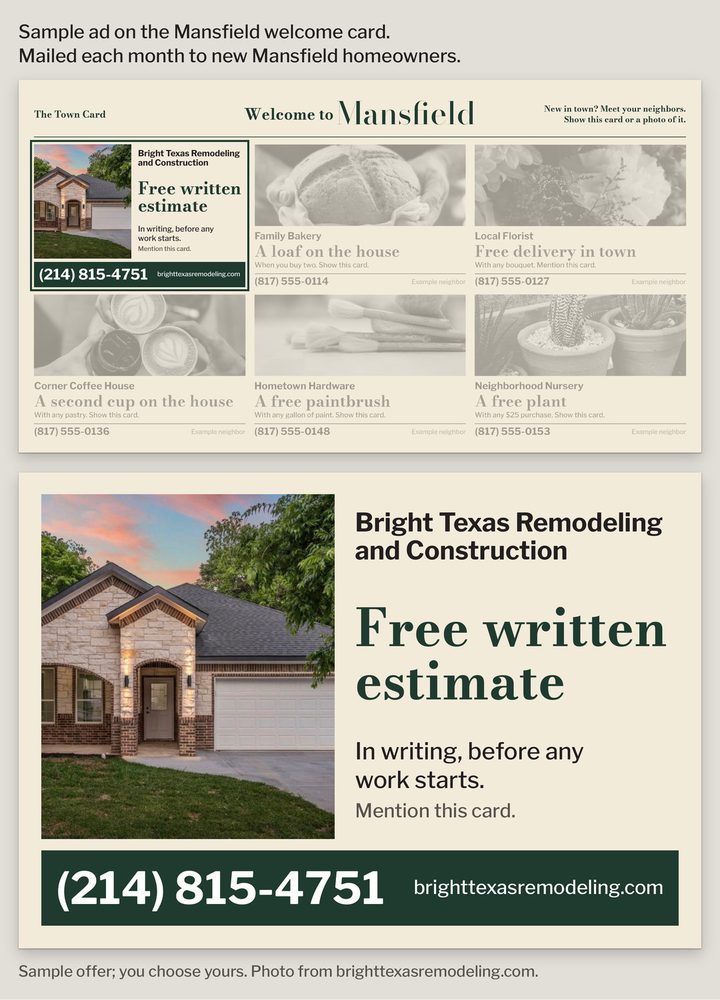 Sample ad on the Mansfield welcome card.
Mailed each month to new Mansfield homeowners.
The Town Card
Welcome to Mansfield
New in town? Meet your neighbors.
Show this card or a photo of it.
Bright Texas Remodeling
and Construction
Free written
estimate
In writing, before any
work starts.
Mention this card.
(214) 815-4751 brighttexasremodeling.com
Family Bakery
A loaf on the house
When you buy two. Show this card.
(817) 555-0114 Example neighbor
Local Florist
Free delivery in town
With any bouquet. Mention this card.
(817) 555-0127 Example neighbor
Corner Coffee House
A second cup on the house
With any pastry. Show this card.
(817) 555-0136 Example neighbor
Hometown Hardware
A free paintbrush
With any gallon of paint. Show this card.
(817) 555-0148 Example neighbor
Neighborhood Nursery
A free plant
With any $25 purchase. Show this card.
(817) 555-0153 Example neighbor
Bright Texas Remodeling
and Construction
Free written
estimate
In writing, before any
work starts.
Mention this card.
(214) 815-4751 brighttexasremodeling.com
Sample offer; you choose yours. Photo from brighttexasremodeling.com.